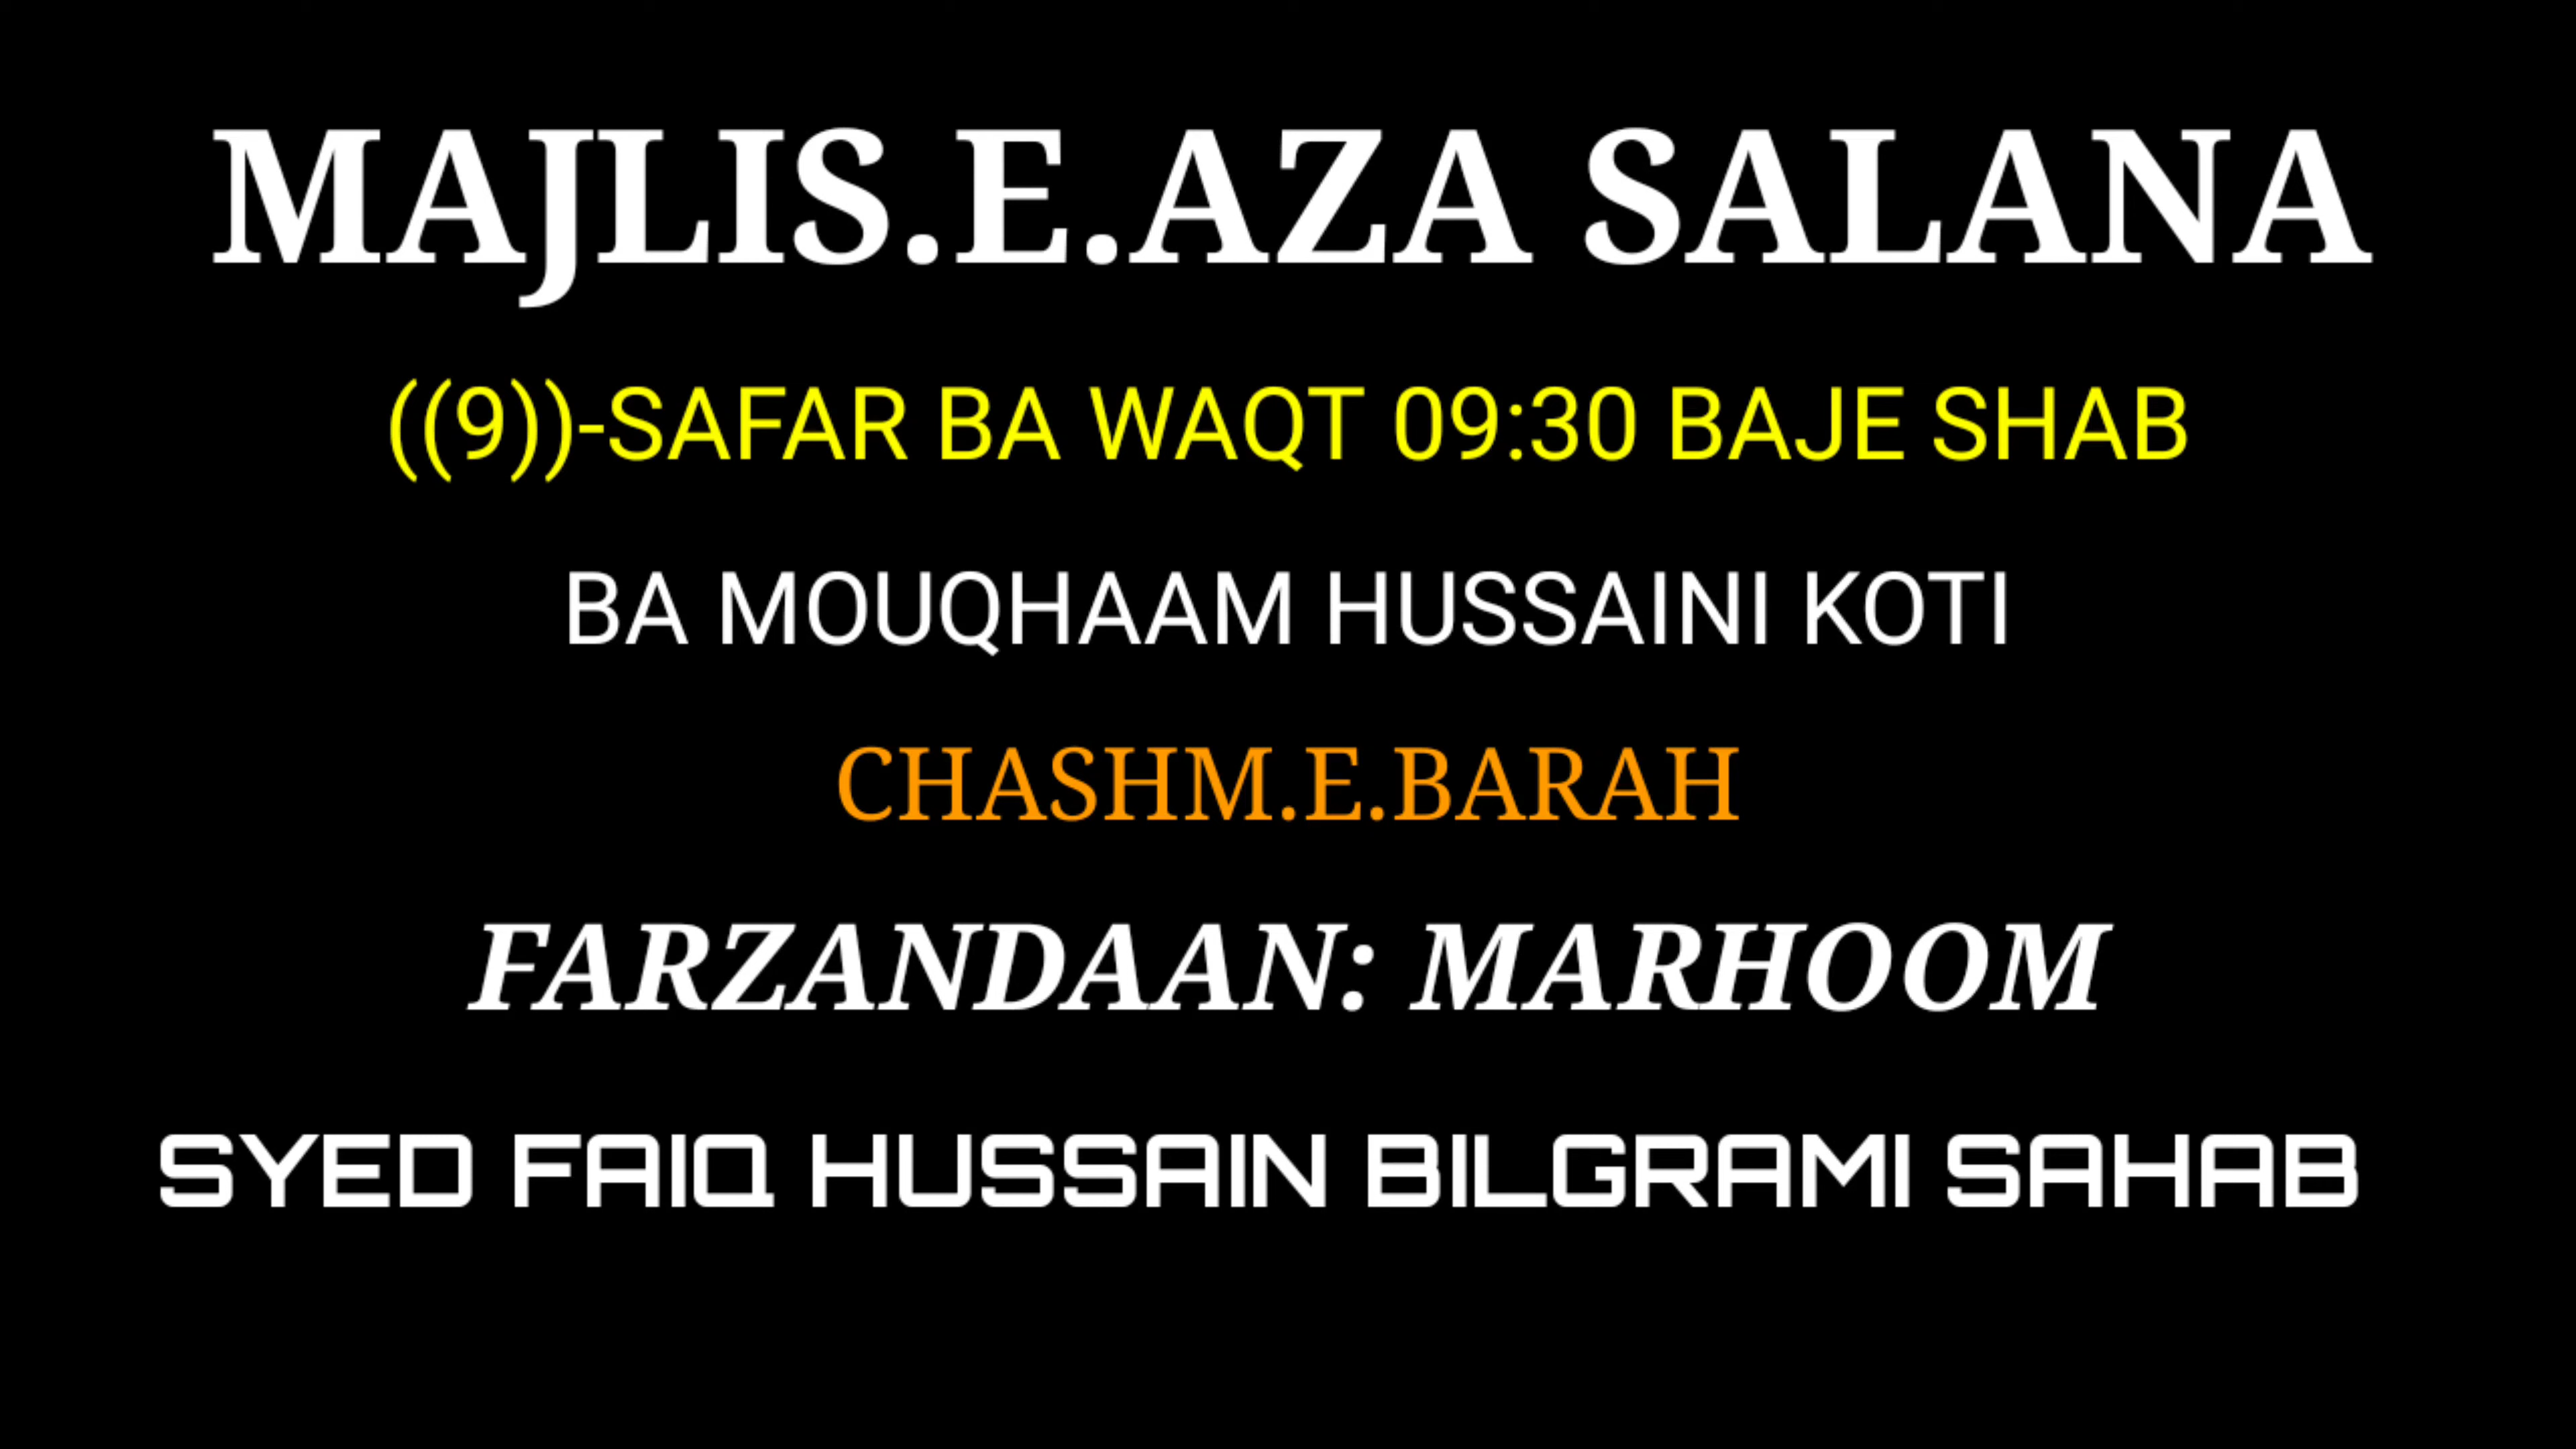 MAJLIS.E.AZA SALANA
((9))-SAFAR BA WAQT 09:30 BAJE SHAB
BA MOUQHAAM HUSSAINI KOTI
CHASHM.E.BARAH
FARZANDAAN: MARHOOM
SYED FAIQ HUSSAIN BILGRAMI SAHAB